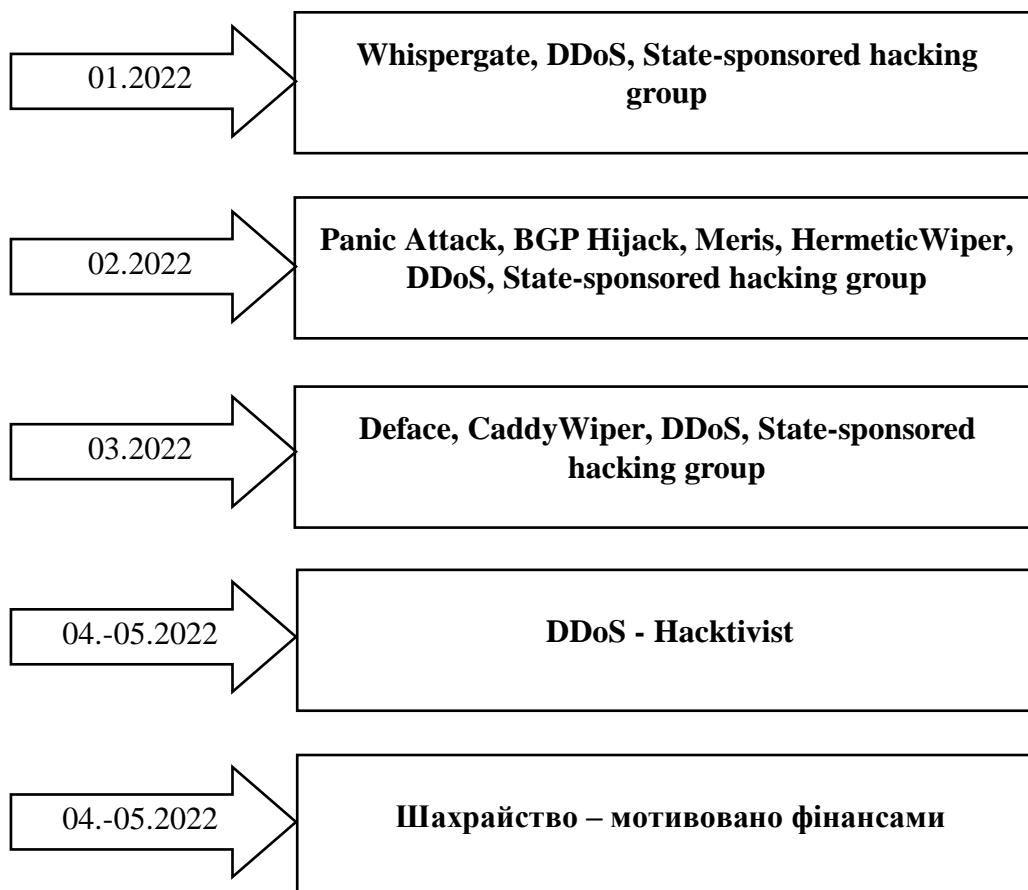 01.2022
Whispergate, DDoS, State-sponsored hacking
group
02.2022
Panic Attack, BGP Hijack, Meris, HermeticWiper,
DDoS, State-sponsored hacking group
03.2022
Deface, CaddyWiper, DDoS, State-sponsored
hacking group
04.-05.2022
DDoS - Hacktivist
04.-05.2022
Шахрайство – мотивовано фінансами